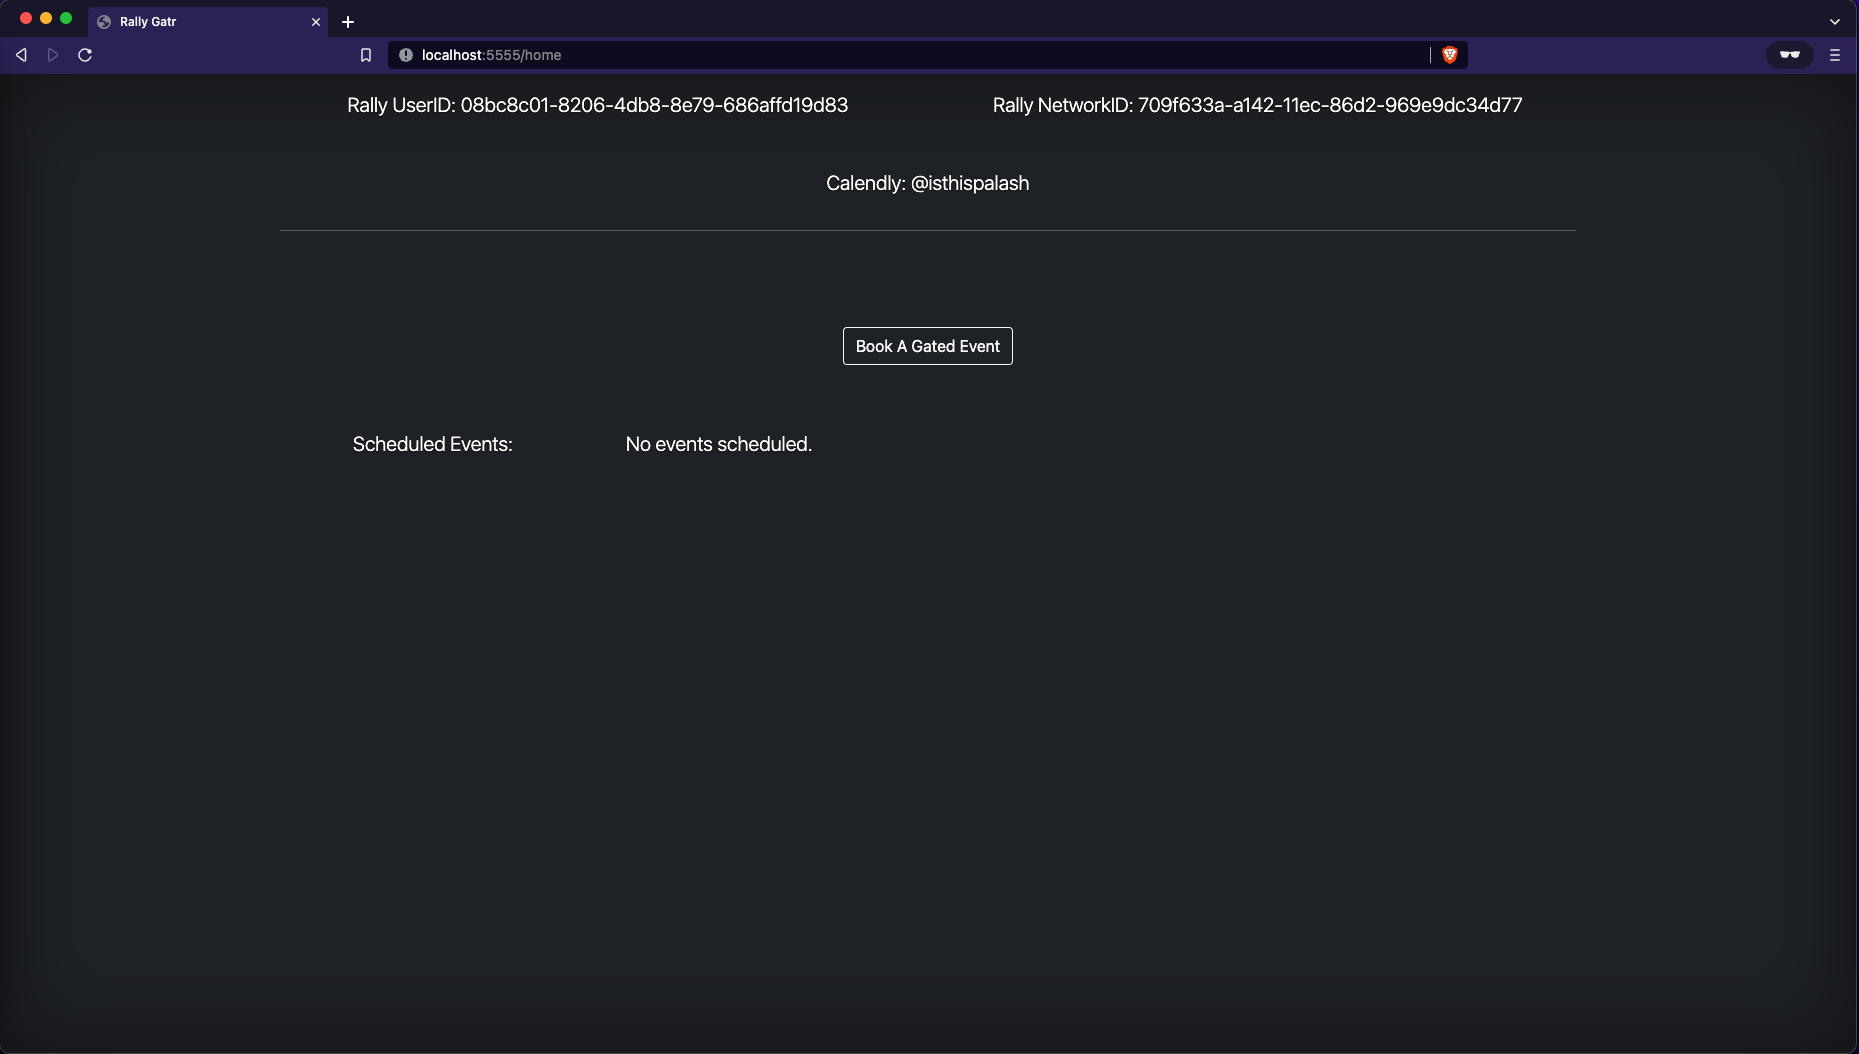 Rally Gatr
localhost:5555/home
Rally UserID: 08bc8c01-8206-4db8-8e79-686affd19d83
Rally NetworkID: 709f633a-a142-11ec-86d2-969e9dc34d77
Calendly: @isthispalash
Book A Gated Event
Scheduled Events:
No events scheduled.